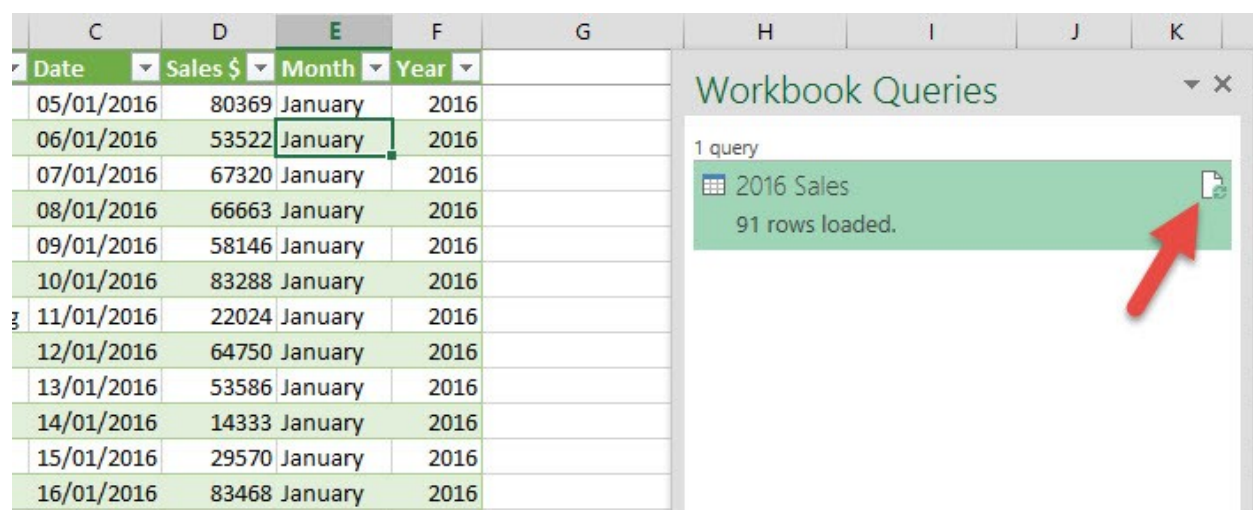 C D E F G H I J K
Date Sales $ Month Year
05/01/2016 80369 January 2016
06/01/2016 53522 January 2016
07/01/2016 67320 January 2016
08/01/2016 66663 January 2016
09/01/2016 58146 January 2016
10/01/2016 83288 January 2016
g 11/01/2016 22024 January 2016
12/01/2016 64750 January 2016
13/01/2016 53586 January 2016
14/01/2016 14333 January 2016
15/01/2016 29570 January 2016
16/01/2016 83468 January 2016
Workbook Queries
1 query
2016 Sales
91 rows loaded.